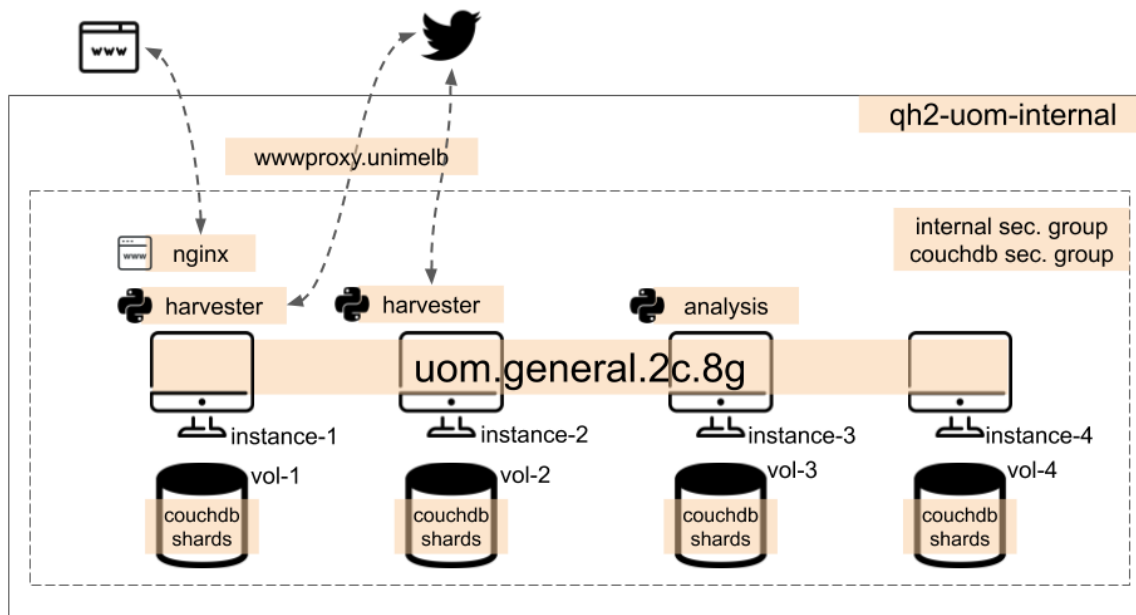 www
qh2-uom-internal
wwwproxy.unimelb
internal sec. group
couchdb sec. group
www
nginx
harvester
harvester
analysis
uom.general.2c.8g
instance-1
instance-2
instance-3
instance-4
vol-1
vol-2
vol-3
vol-4
couchdb
shards
couchdb
shards
couchdb
shards
couchdb
shards